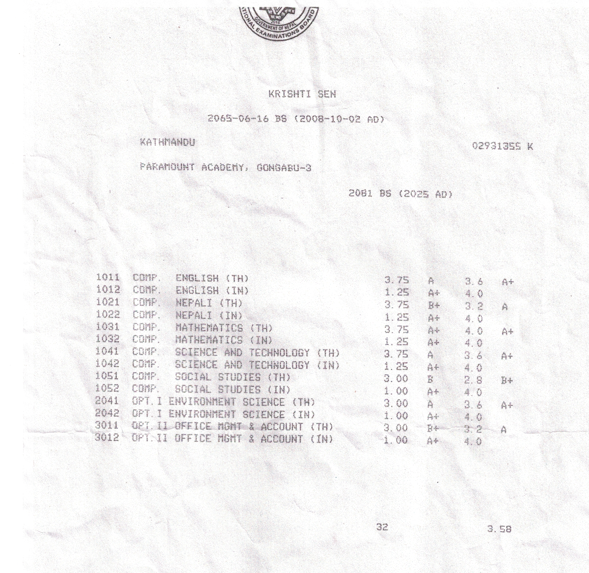 GOVERNMENT OF NEPAL
NATIONAL EXAMINATIONS BOARD
KRISHTI SEN
2065-06-16 BS (2008-10-02 AD)
KATHMANDU 02931355 K
PARAMOUNT ACADEMY, GONGABU-3
2081 BS (2025 AD)
1011 COMP. ENGLISH (TH) 3.75 A 3.6 A+
1012 COMP. ENGLISH (IN) 1.25 A+ 4.0
1021 COMP. NEPALI (TH) 3.75 B+ 3.2 A
1022 COMP. NEPALI (IN) 1.25 A+ 4.0
1031 COMP. MATHEMATICS (TH) 3.75 A+ 4.0 A+
1032 COMP. MATHEMATICS (IN) 1.25 A+ 4.0
1041 COMP. SCIENCE AND TECHNOLOGY (TH) 3.75 A 3.6 A+
1042 COMP. SCIENCE AND TECHNOLOGY (IN) 1.25 A+ 4.0
1051 COMP. SOCIAL STUDIES (TH) 3.00 B 2.8 B+
1052 COMP. SOCIAL STUDIES (IN) 1.00 A+ 4.0
2041 OPT. I ENVIRONMENT SCIENCE (TH) 3.00 A 3.6 A+
2042 OPT. I ENVIRONMENT SCIENCE (IN) 1.00 A+ 4.0
3011 OPT. II OFFICE MGMT & ACCOUNT (TH) 3.00 B+ 3.2 A
3012 OPT. II OFFICE MGMT & ACCOUNT (IN) 1.00 A+ 4.0
32 3.58